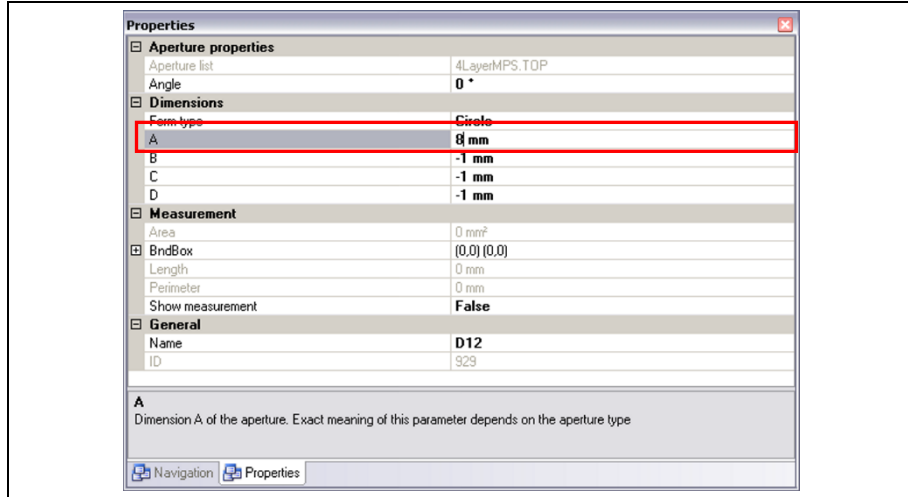 Properties
Aperture properties
Aperture list 4LayerMPS.TOP
Angle 0 °
Dimensions
Form type Circle
A 8 mm
B -1 mm
C -1 mm
D -1 mm
Measurement
Area 0 mm²
BndBox (0,0) (0,0)
Length 0 mm
Perimeter 0 mm
Show measurement False
General
Name D12
ID 929
A
Dimension A of the aperture. Exact meaning of this parameter depends on the aperture type
Navigation Properties